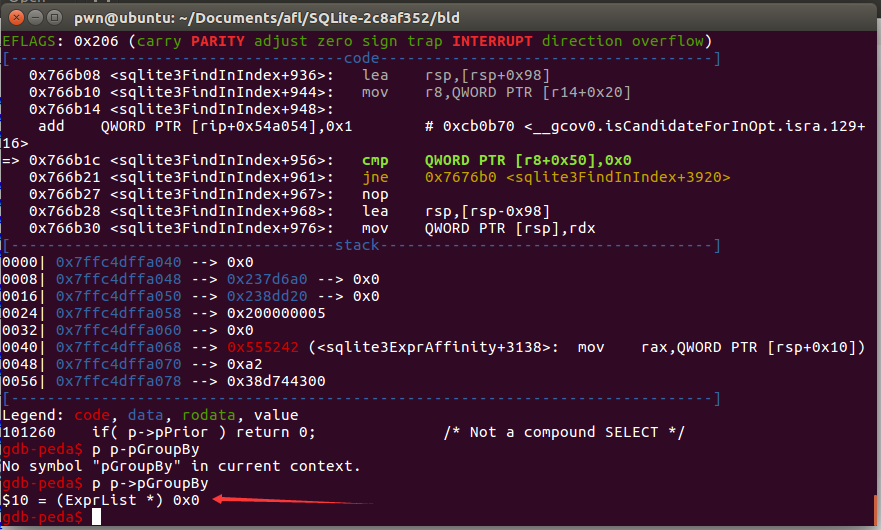 pwn@ubuntu: ~/Documents/afl/SQLite-2c8af352/bld
EFLAGS: 0x206 (carry PARITY adjust zero sign trap INTERRUPT direction overflow)
[-------------------------------------code-------------------------------------]
   0x766b08 <sqlite3FindInIndex+936>:	lea    rsp,[rsp+0x98]
   0x766b10 <sqlite3FindInIndex+944>:	mov    r8,QWORD PTR [r14+0x20]
   0x766b14 <sqlite3FindInIndex+948>:
    add    QWORD PTR [rip+0x54a054],0x1        # 0xcb0b70 <__gcov0.isCandidateForInOpt.isra.129+
16>
=> 0x766b1c <sqlite3FindInIndex+956>:	cmp    QWORD PTR [r8+0x50],0x0
   0x766b21 <sqlite3FindInIndex+961>:	jne    0x7676b0 <sqlite3FindInIndex+3920>
   0x766b27 <sqlite3FindInIndex+967>:	nop
   0x766b28 <sqlite3FindInIndex+968>:	lea    rsp,[rsp-0x98]
   0x766b30 <sqlite3FindInIndex+976>:	mov    QWORD PTR [rsp],rdx
[------------------------------------stack-------------------------------------]
0000| 0x7ffc4dffa040 --> 0x0
0008| 0x7ffc4dffa048 --> 0x237d6a0 --> 0x0
0016| 0x7ffc4dffa050 --> 0x238dd20 --> 0x0
0024| 0x7ffc4dffa058 --> 0x200000005
0032| 0x7ffc4dffa060 --> 0x0
0040| 0x7ffc4dffa068 --> 0x555242 (<sqlite3ExprAffinity+3138>:	mov    rax,QWORD PTR [rsp+0x10])
0048| 0x7ffc4dffa070 --> 0xa2
0056| 0x7ffc4dffa078 --> 0x38d744300
[------------------------------------------------------------------------------]
Legend: code, data, rodata, value
101260	  if( p->pPrior ) return 0;              /* Not a compound SELECT */
gdb-peda$ p p-pGroupBy
No symbol "pGroupBy" in current context.
gdb-peda$ p p->pGroupBy
$10 = (ExprList *) 0x0
gdb-peda$